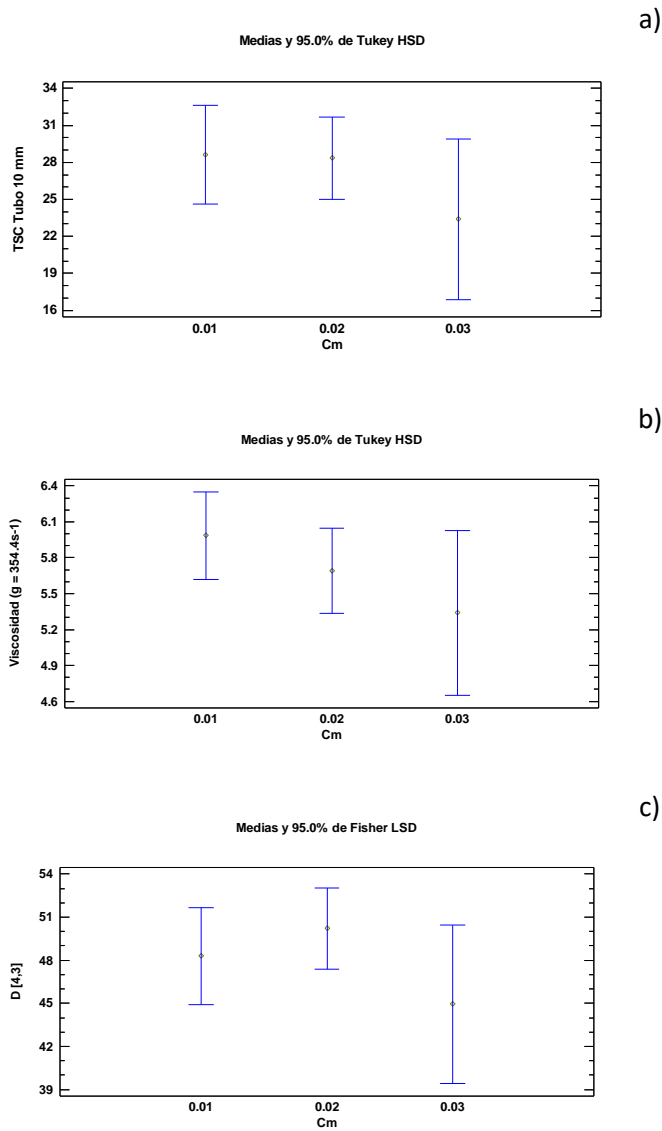 a)
Medias y 95.0% de Tukey HSD
TSC Tubo 10 mm
34
31
28
25
22
19
16
0.01 0.02 0.03
Cm
b)
Medias y 95.0% de Tukey HSD
Viscosidad (g = 354.4s-1)
6.4
6.1
5.8
5.5
5.2
4.9
4.6
0.01 0.02 0.03
Cm
c)
Medias y 95.0% de Fisher LSD
D [4,3]
54
51
48
45
42
39
0.01 0.02 0.03
Cm